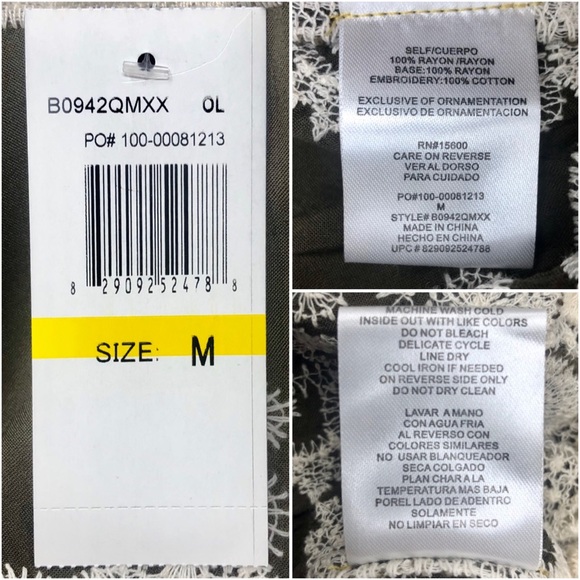 B0942QMXX OL
PO# 100-00081213
8 29092 52478 8
SIZE: M
SELF/CUERPO
100% RAYON /RAYON
BASE:100% RAYON
EMBROIDERY:100% COTTON
EXCLUSIVE OF ORNAMENTATION
EXCLUSIVO DE ORNAMENTACION
RN#15600
CARE ON REVERSE
VER AL DORSO
PARA CUIDADO
PO#100-00081213
M
STYLE# B0942QMXX
MADE IN CHINA
HECHO EN CHINA
UPC # 829092524788
MACHINE WASH COLD
INSIDE OUT WITH LIKE COLORS
DO NOT BLEACH
DELICATE CYCLE
LINE DRY
COOL IRON IF NEEDED
ON REVERSE SIDE ONLY
DO NOT DRY CLEAN
LAVAR A MANO
CON AGUA FRIA
AL REVERSO CON
COLORES SIMILARES
NO USAR BLANQUEADOR
SECA COLGADO
PLAN CHAR A LA
TEMPERATURA MAS BAJA
POR EL LADO DE ADENTRO
SOLAMENTE
NO LIMPIAR EN SECO